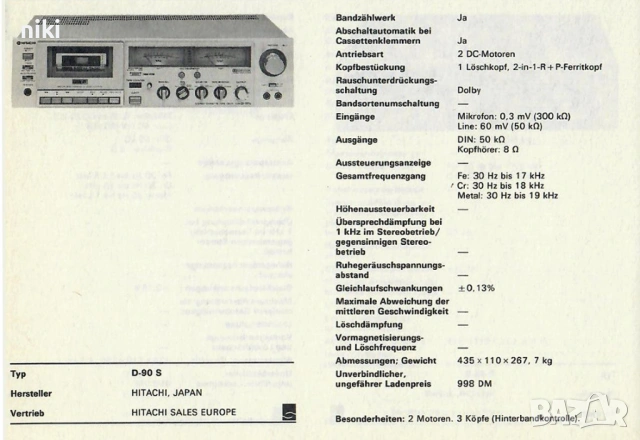 miki
HITACHI
Typ D-90 S
Hersteller HITACHI, JAPAN
Vertrieb HITACHI SALES EUROPE
Bandzählwerk Ja
Abschaltautomatik bei
Cassettenklemmern Ja
Antriebsart 2 DC-Motoren
Kopfbestückung 1 Löschkopf, 2-in-1-R+P-Ferritkopf
Rauschunterdrückungs-
schaltung Dolby
Bandsortenumschaltung —
Eingänge Mikrofon: 0,3 mV (300 kΩ)
Line: 60 mV (50 kΩ)
Ausgänge DIN: 50 kΩ
Kopfhörer: 8 Ω
Aussteuerungsanzeige —
Gesamtfrequenzgang Fe: 30 Hz bis 17 kHz
Cr: 30 Hz bis 18 kHz
Metal: 30 Hz bis 19 kHz
Höhenaussteuerbarkeit —
Übersprechdämpfung bei
1 kHz im Stereobetrieb/
gegensinnigen Stereo-
betrieb —
Ruhegeräuschspannungs-
abstand —
Gleichlaufschwankungen ±0,13%
Maximale Abweichung der
mittleren Geschwindigkeit —
Löschdämpfung —
Vormagnetisierungs-
und Löschfrequenz —
Abmessungen; Gewicht 435 x 110 x 267, 7 kg
Unverbindlicher,
ungefährer Ladenpreis 998 DM
Besonderheiten: 2 Motoren. 3 Köpfe (Hinterbandkontrolle).
BAZAR